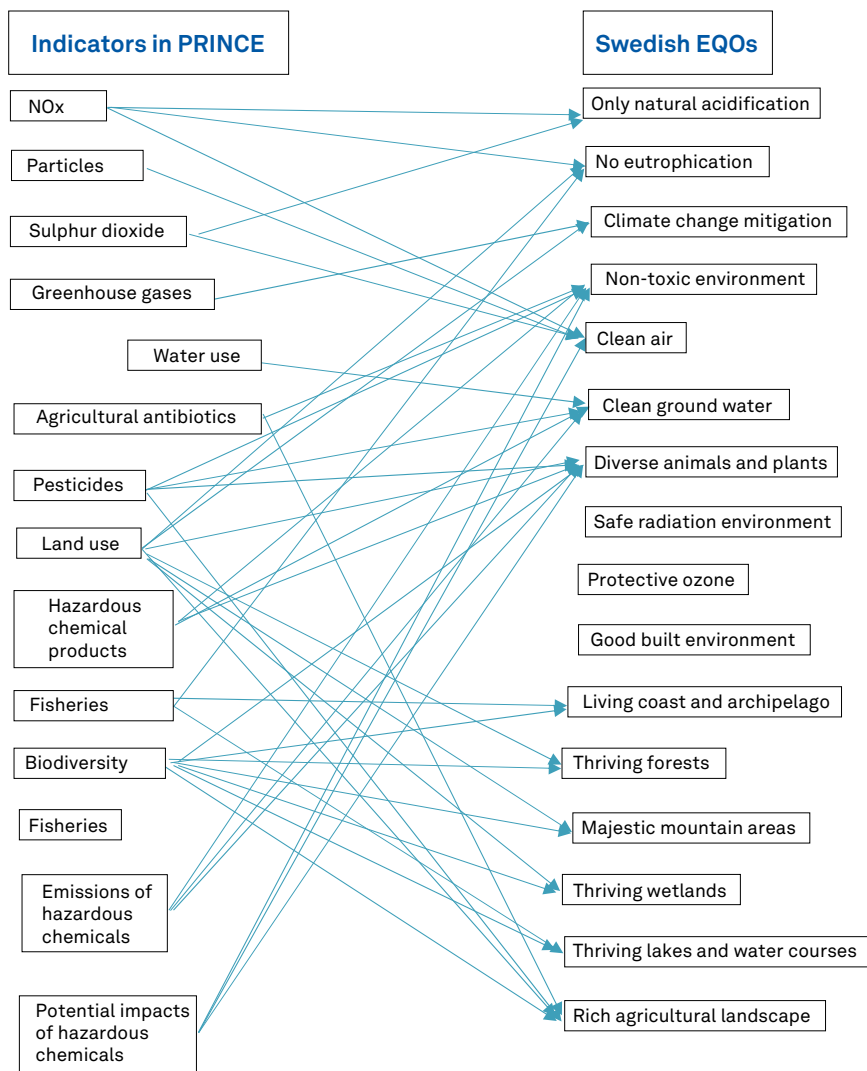 Indicators in PRINCE
Swedish EQOs
NOx
Particles
Sulphur dioxide
Greenhouse gases
Water use
Agricultural antibiotics
Pesticides
Land use
Hazardous
chemical
products
Fisheries
Biodiversity
Fisheries
Emissions of
hazardous
chemicals
Potential impacts
of hazardous
chemicals
Only natural acidification
No eutrophication
Climate change mitigation
Non-toxic environment
Clean air
Clean ground water
Diverse animals and plants
Safe radiation environment
Protective ozone
Good built environment
Living coast and archipelago
Thriving forests
Majestic mountain areas
Thriving wetlands
Thriving lakes and water courses
Rich agricultural landscape